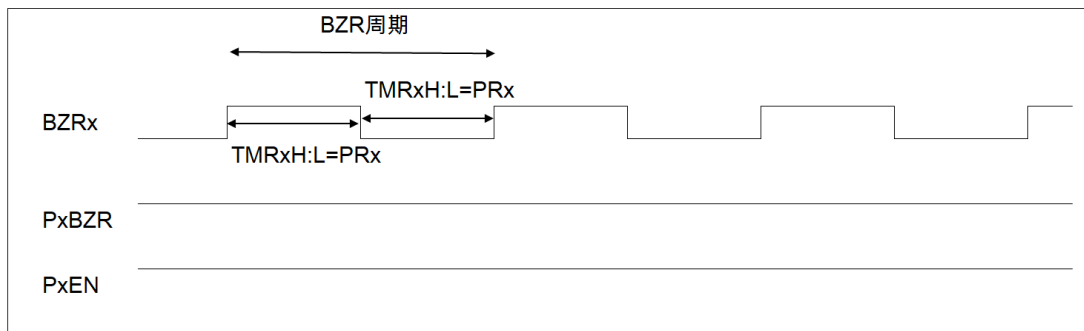 BZR周期
TMRxH:L=PRx
BZRx
TMRxH:L=PRx
PxBZR
PxEN